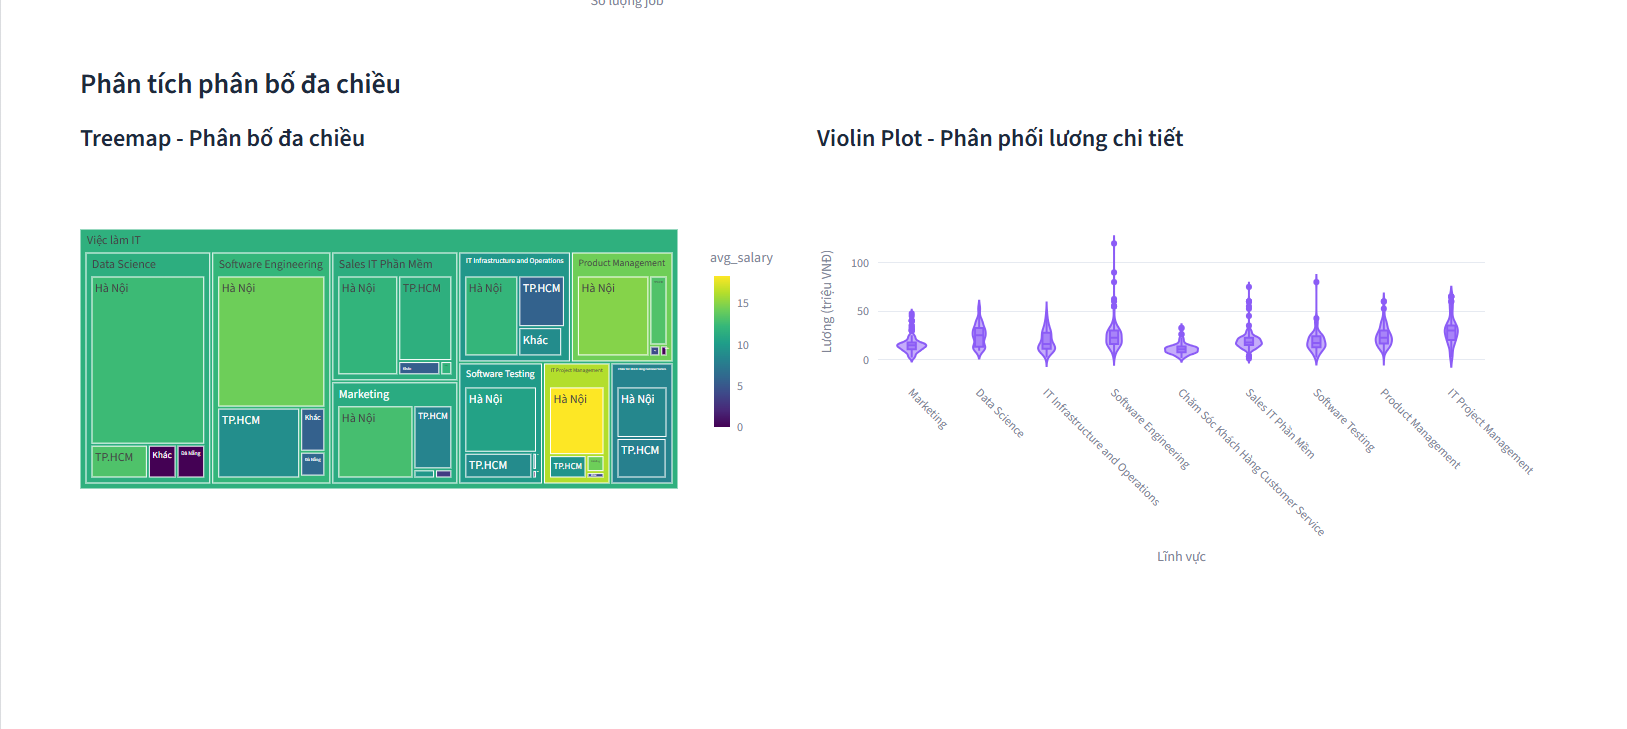 Số lượng job
Phân tích phân bố đa chiều
Treemap - Phân bố đa chiều
Violin Plot - Phân phối lương chi tiết
Việc làm IT
Data Science
Hà Nội
TP.HCM
Khác
Đà Nẵng
Software Engineering
Hà Nội
TP.HCM
Khác
Đà Nẵng
Sales IT Phần Mềm
Hà Nội
TP.HCM
Khác
Marketing
Hà Nội
TP.HCM
IT Infrastructure and Operations
Hà Nội
TP.HCM
Khác
Product Management
Hà Nội
Software Testing
Hà Nội
TP.HCM
IT Project Management
Hà Nội
TP.HCM
Hà Nội
TP.HCM
avg_salary
15
10
5
0
Lương (triệu VNĐ)
100
50
0
Marketing
Data Science
IT Infrastructure and Operations
Software Engineering
Chăm Sóc Khách Hàng Customer Service
Sales IT Phần Mềm
Software Testing
Product Management
IT Project Management
Lĩnh vực